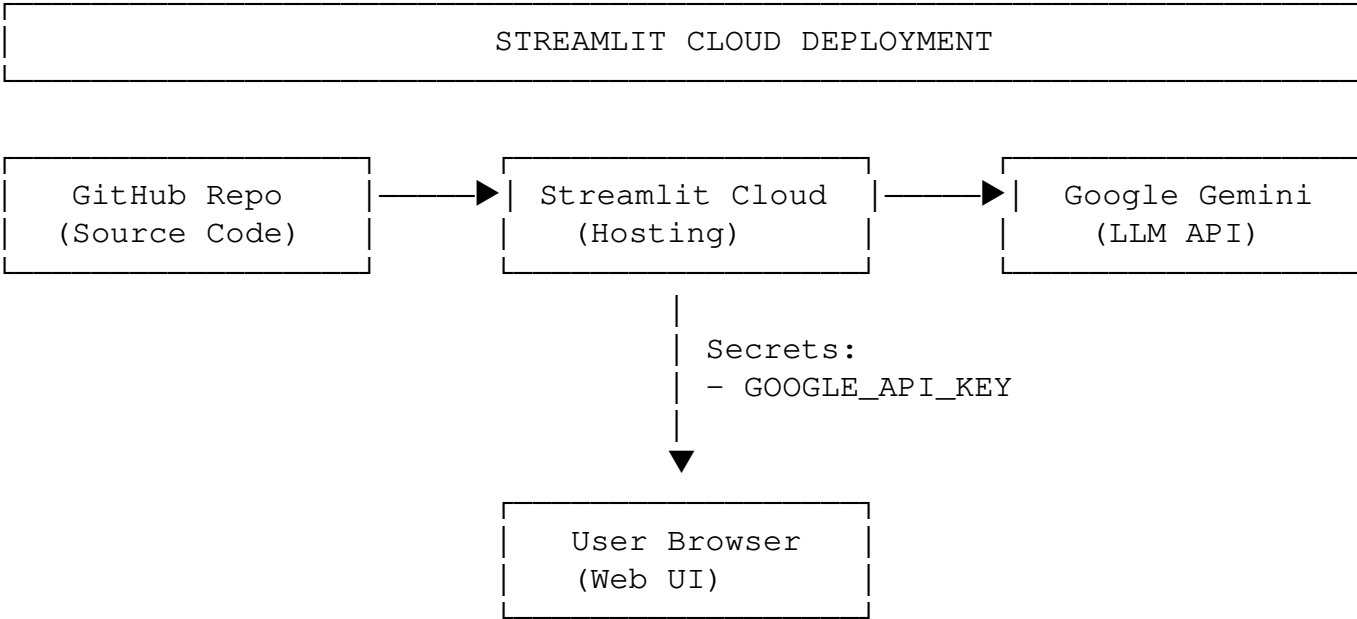 STREAMLIT CLOUD DEPLOYMENT
GitHub Repo Streamlit Cloud Google Gemini
(Source Code) (Hosting) (LLM API)
Secrets:
- GOOGLE_API_KEY
User Browser
(Web UI)